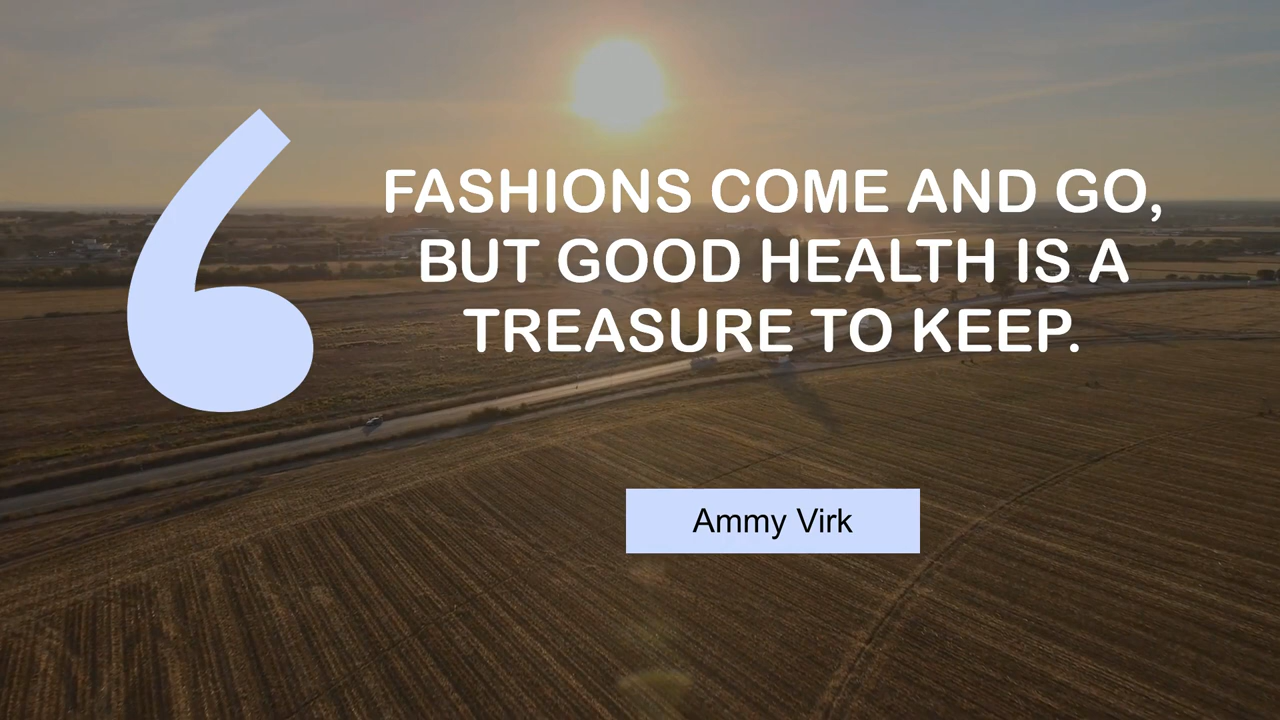 FASHIONS COME AND GO,
BUT GOOD HEALTH IS A
TREASURE TO KEEP.
Ammy Virk